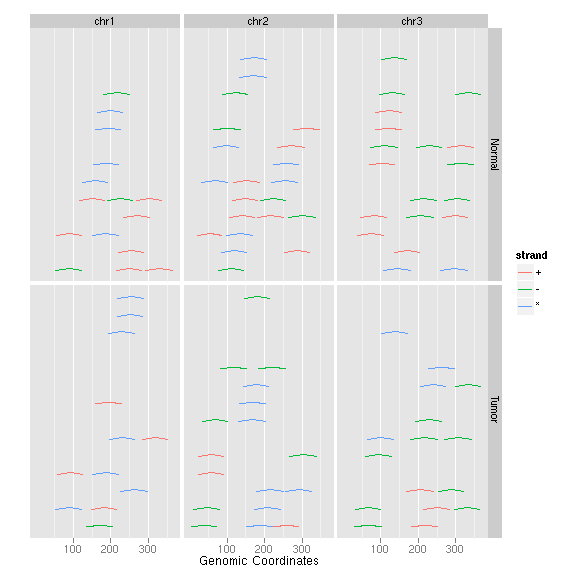 chr1 chr2 chr3
Normal
Tumor
strand
+
-
*
100 200 300 100 200 300 100 200 300
Genomic Coordinates